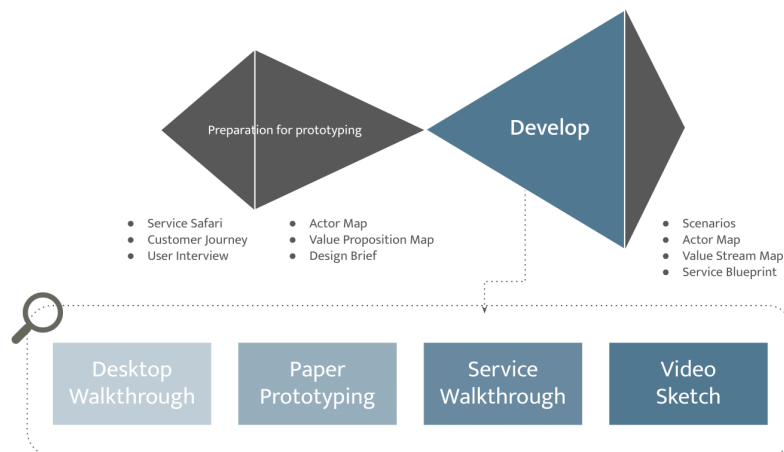 Preparation for prototyping
Develop
Service Safari
Customer Journey
User Interview
Actor Map
Value Proposition Map
Design Brief
Scenarios
Actor Map
Value Stream Map
Service Blueprint
Desktop
Walkthrough
Paper
Prototyping
Service
Walkthrough
Video
Sketch